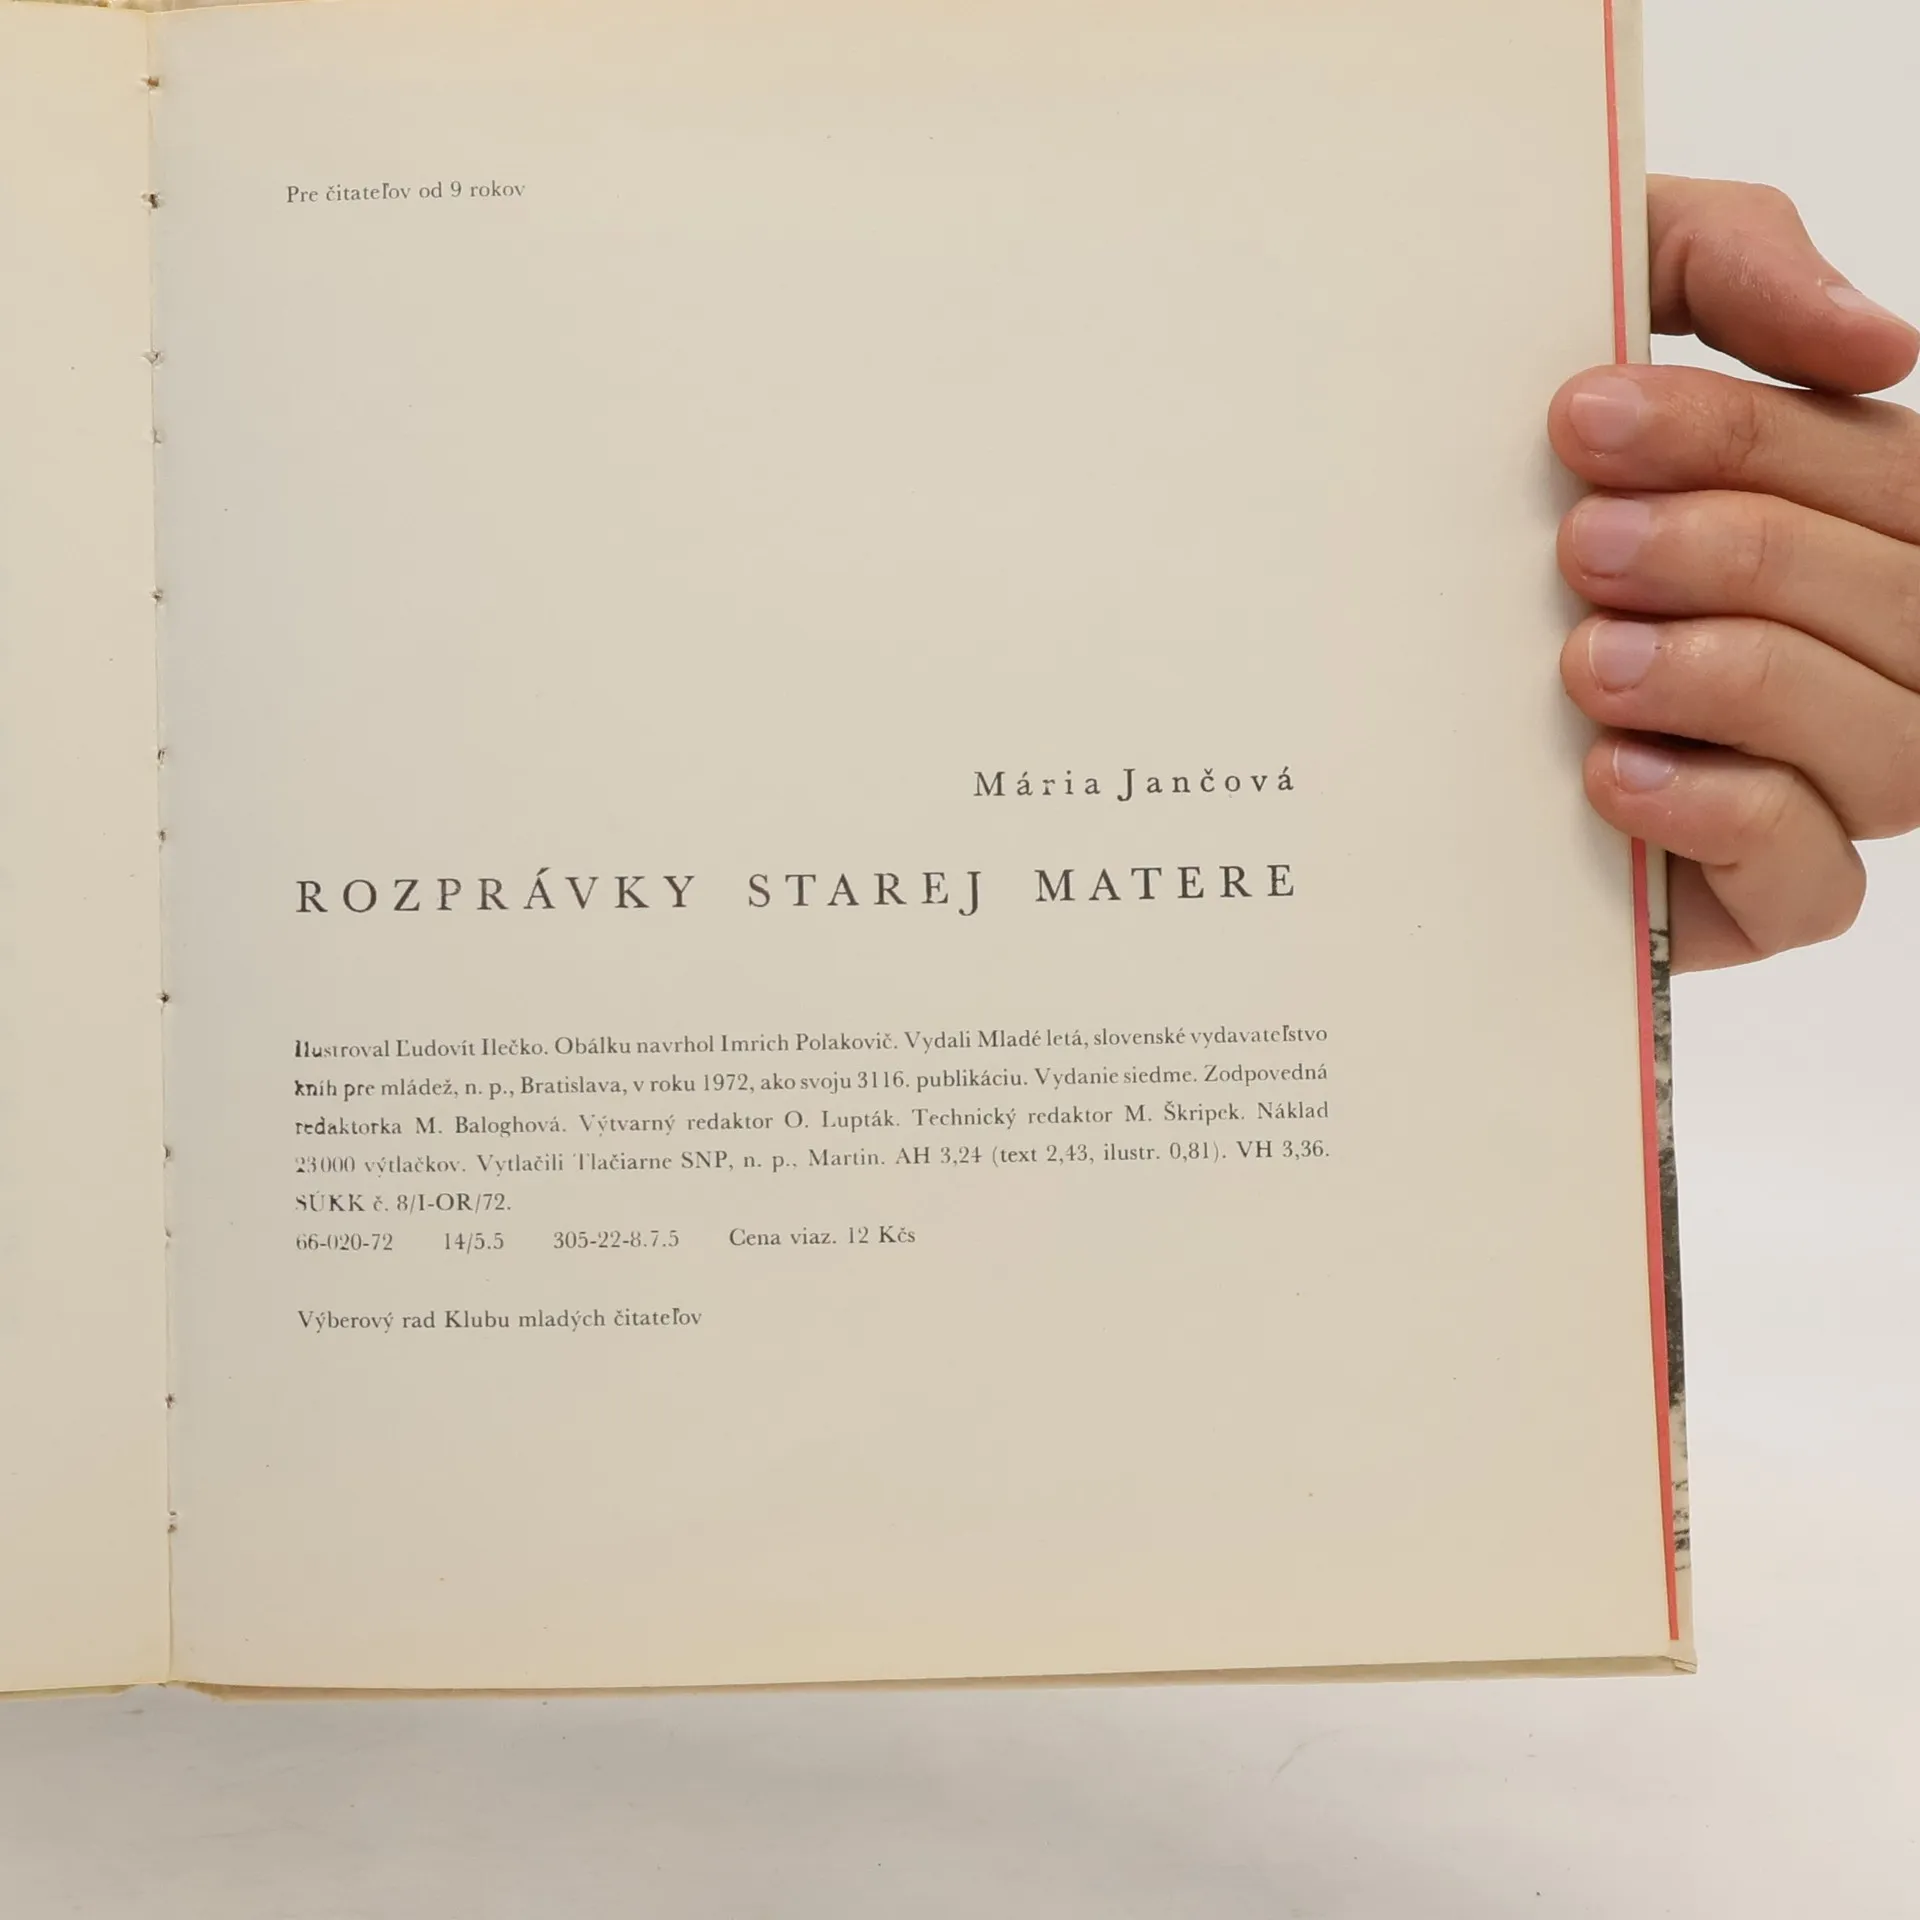 Pre čitateľov od 9 rokov
Mária Jančová
ROZPRÁVKY STAREJ MATERE
Ilustroval Ľudovít Ilečko. Obálku navrhol Imrich Polakovič. Vydali Mladé letá, slovenské vydavateľstvo
kníh pre mládež, n. p., Bratislava, v roku 1972, ako svoju 3116. publikáciu. Vydanie siedme. Zodpovedná
redaktorka M. Baloghová. Výtvarný redaktor O. Lupták. Technický redaktor M. Škripek. Náklad
23 000 výtlačkov. Vytlačili Tlačiarne SNP, n. p., Martin. AH 3,24 (text 2,43, ilustr. 0,81). VH 3,36.
SÚKK č. 8/I-OR/72.
66-020-72 14/5.5 305-22-8.7.5 Cena viaz. 12 Kčs
Výberový rad Klubu mladých čitateľov